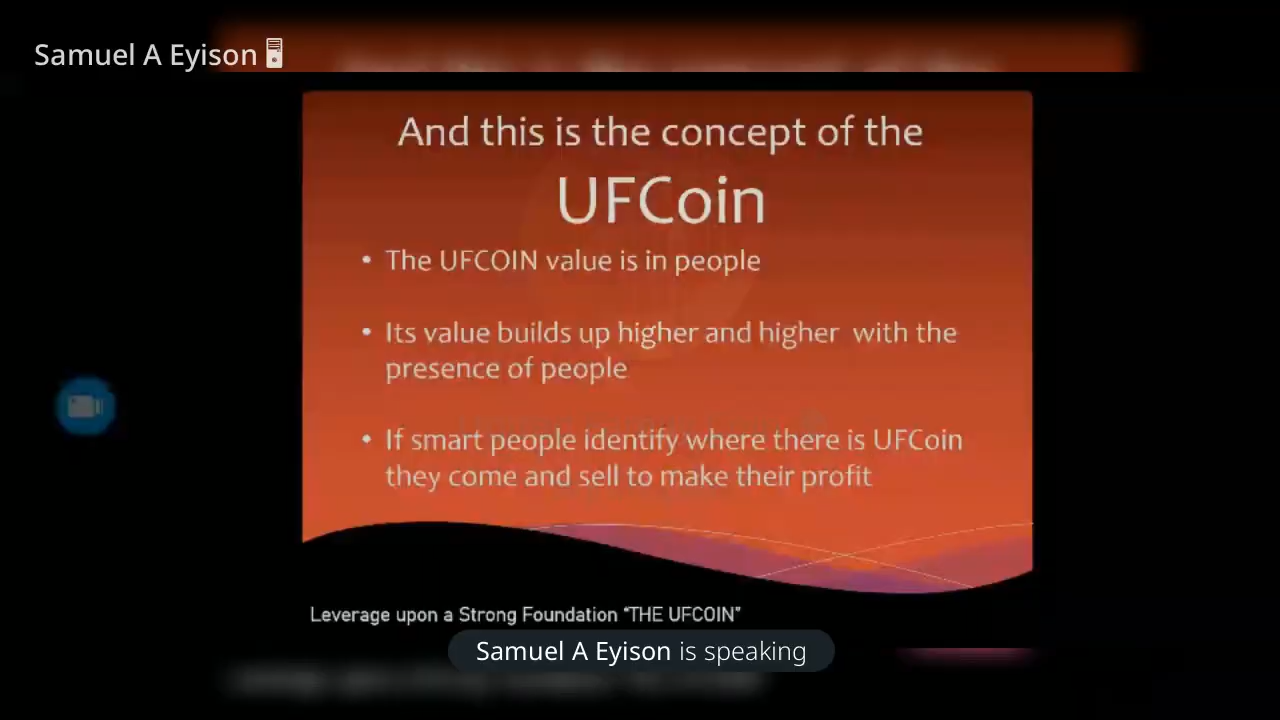 Samuel A Eyison
And this is the concept of the
UFCoin
• The UFCOIN value is in people
• Its value builds up higher and higher with the
presence of people
• If smart people identify where there is UFCoin
they come and sell to make their profit
Leverage upon a Strong Foundation "THE UFCOIN"
Samuel A Eyison is speaking